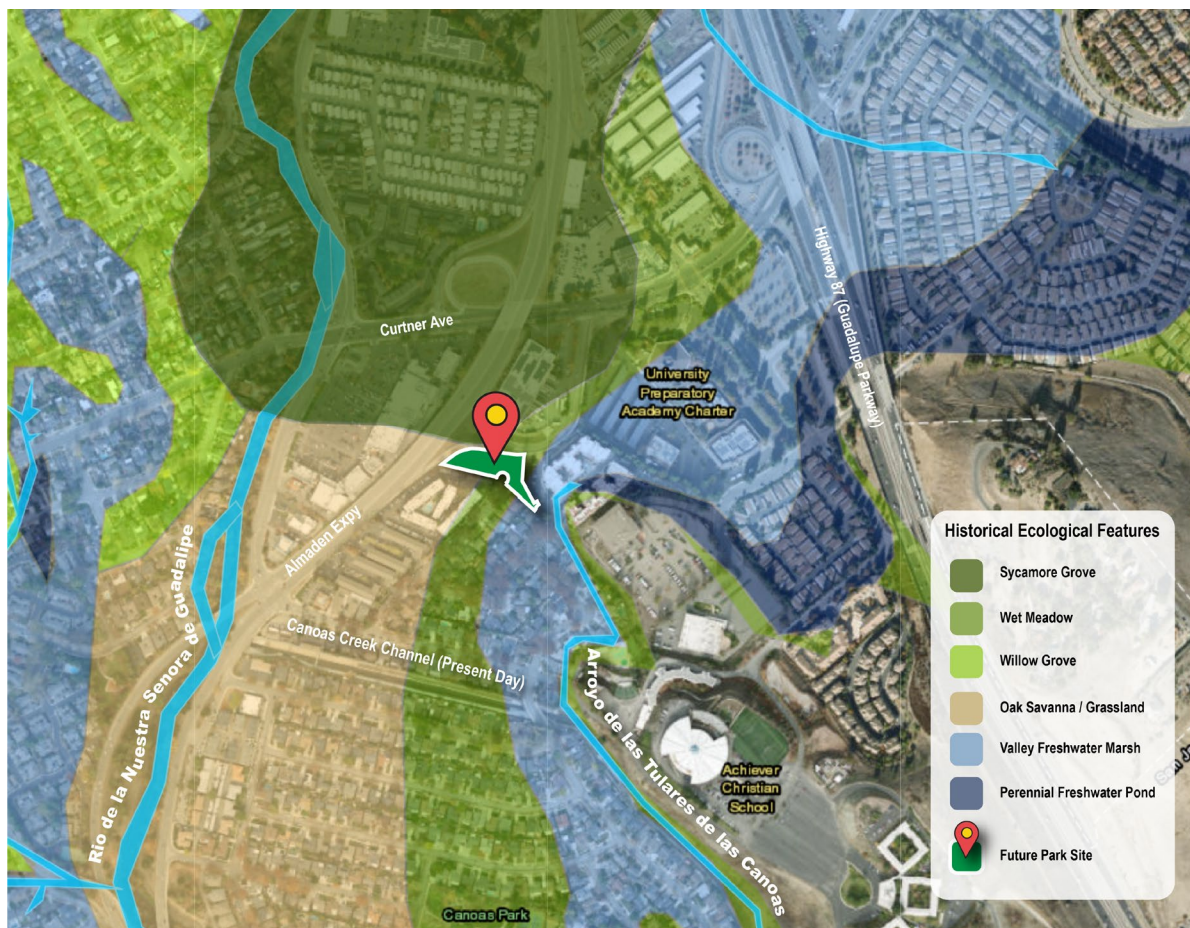 Curtner Ave
Highway 87 (Guadalupe Parkway)
University
Preparatory
Academy Charter
Almaden Expy
Rio de la Nuestra Senora de Guadalipe
Canoas Creek Channel (Present Day)
Arroyo de las Tulares de las Canoas
Achiever
Christian
School
Canoas Park
Historical Ecological Features
Sycamore Grove
Wet Meadow
Willow Grove
Oak Savanna / Grassland
Valley Freshwater Marsh
Perennial Freshwater Pond
Future Park Site